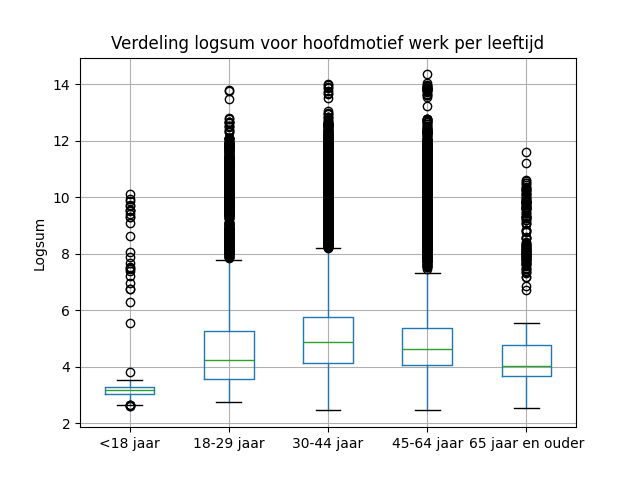 Verdeling logsum voor hoofdmotief werk per leeftijd
14
12
10
8
6
4
2
Logsum
<18 jaar 18-29 jaar 30-44 jaar 45-64 jaar 65 jaar en ouder